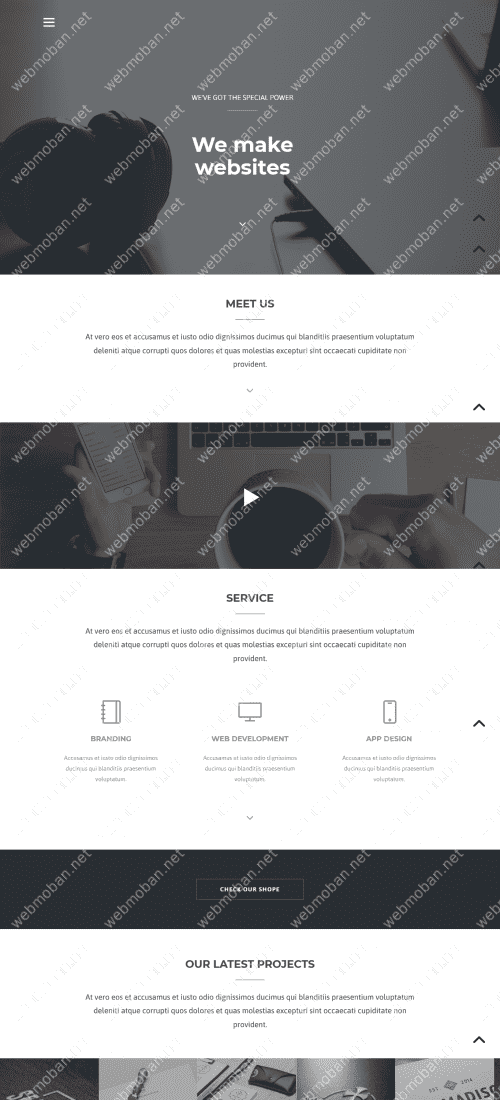 WE'VE GOT THE SPECIAL POWER
We make
websites
MEET US
At vero eos et accusamus et iusto odio dignissimos ducimus qui blanditiis praesentium voluptatum
deleniti atque corrupti quos dolores et quas molestias excepturi sint occaecati cupiditate non
provident.
SERVICE
At vero eos et accusamus et iusto odio dignissimos ducimus qui blanditiis praesentium voluptatum
deleniti atque corrupti quos dolores et quas molestias excepturi sint occaecati cupiditate non
provident.
BRANDING
Accusamus et iusto odio dignissimos
ducimus qui blanditiis praesentium
voluptatum.
WEB DEVELOPMENT
Accusamus et iusto odio dignissimos
ducimus qui blanditiis praesentium
voluptatum.
APP DESIGN
Accusamus et iusto odio dignissimos
ducimus qui blanditiis praesentium
voluptatum.
CHECK OUR SHOPE
OUR LATEST PROJECTS
At vero eos et accusamus et iusto odio dignissimos ducimus qui blanditiis praesentium voluptatum
deleniti atque corrupti quos dolores et quas molestias excepturi sint occaecati cupiditate non
provident.
EST 2014
webmoban.net